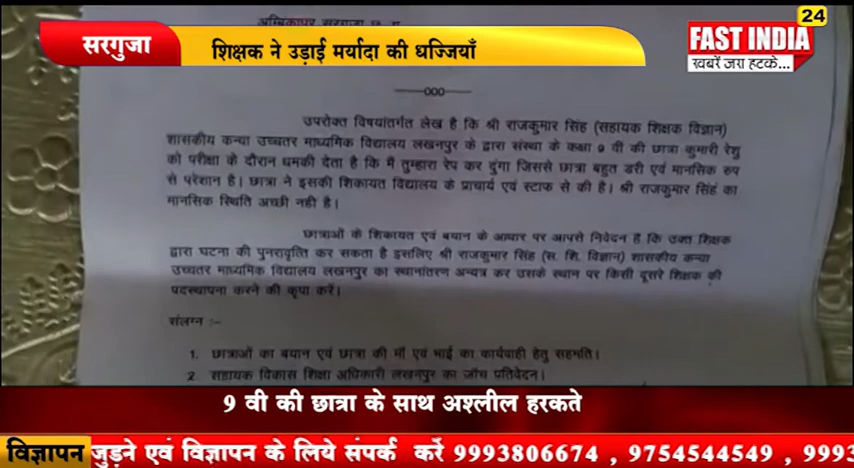 24
सरगुजा
शिक्षक ने उड़ाई मर्यादा की धज्जियाँ
FAST INDIA
ख़बरें जरा हटके...
अम्बिकापुर सरगुजा
---000---
उपरोक्त विषयांतर्गत लेख है कि श्री राजकुमार सिंह (सहायक शिक्षक विज्ञान)
शासकीय कन्या उच्चतर माध्यमिक विद्यालय लखनपुर के द्वारा संस्था के कक्षा 9 वी की छात्रा कुमारी रेशु
को परीक्षा के दौरान धमकी देता है कि मैं तुम्हारा रेप कर दुंगा जिससे छात्रा बहुत डरी एवं मानसिक रुप
से परेशान है। छात्रा ने इसकी शिकायत विद्यालय के प्राचार्य एवं स्टाफ से की है। श्री राजकुमार सिंह का
मानसिक स्थिति अच्छी नही है।
छात्राओं के शिकायत एवं बयान के आधार पर आपसे निवेदन है कि उक्त शिक्षक
द्वारा घटना की पुनरावृत्ति कर सकता है इसलिए श्री राजकुमार सिंह (स. शि. विज्ञान) शासकीय कन्या
उच्चतर माध्यमिक विद्यालय लखनपुर का स्थानांतरण अन्यत्र कर उसके स्थान पर किसी दूसरे शिक्षक की
पदस्थापना करने की कृपा करें।
संलग्न :-
1. छात्राओं का बयान एवं छात्रा की माँ एवं भाई का कार्यवाही हेतु सहमति।
2. सहायक विकास शिक्षा अधिकारी लखनपुर का जाँच प्रतिवेदन।
9 वी की छात्रा के साथ अश्लील हरकते
विज्ञापन जुड़ने एवं विज्ञापन के लिये संपर्क करें 9993806674 , 9754544549 , 9993